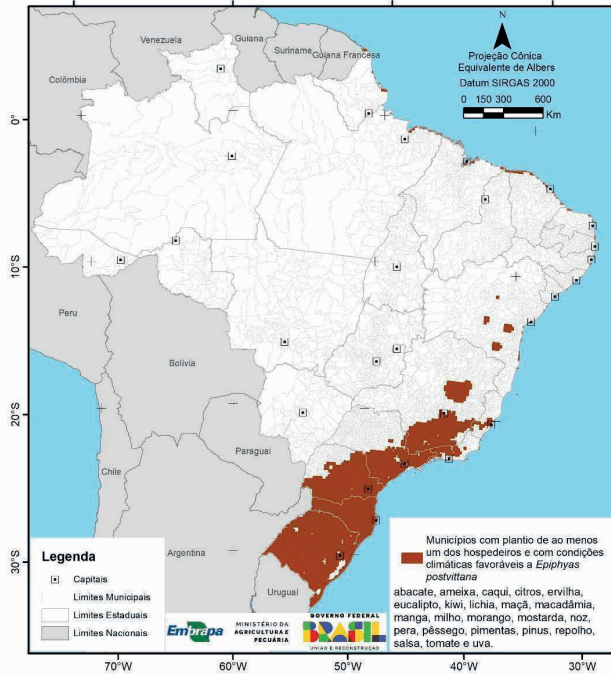 Venezuela
Guiana
Suriname
Guiana Francesa
Colômbia
N
Projeção Cônica
Equivalente de Albers
Datum SIRGAS 2000
0 150 300 600
Km
0°
10°S
20°S
30°S
Peru
Bolívia
Paraguai
Chile
Argentina
Uruguai
Legenda
Capitais
Limites Municipais
Limites Estaduais
Limites Nacionais
Embrapa
MINISTÉRIO DA
AGRICULTURA E
PECUÁRIA
GOVERNO FEDERAL
BRASIL
UNIÃO E RECONSTRUÇÃO
Municípios com plantio de ao menos
um dos hospedeiros e com condições
climáticas favoráveis a Epiphyas
postvittana
abacate, ameixa, caqui, citros, ervilha,
eucalipto, kiwi, lichia, maçã, macadâmia,
manga, milho, morango, mostarda, noz,
pera, pêssego, pimentas, pinus, repolho,
salsa, tomate e uva.
70°W 60°W 50°W 40°W 30°W